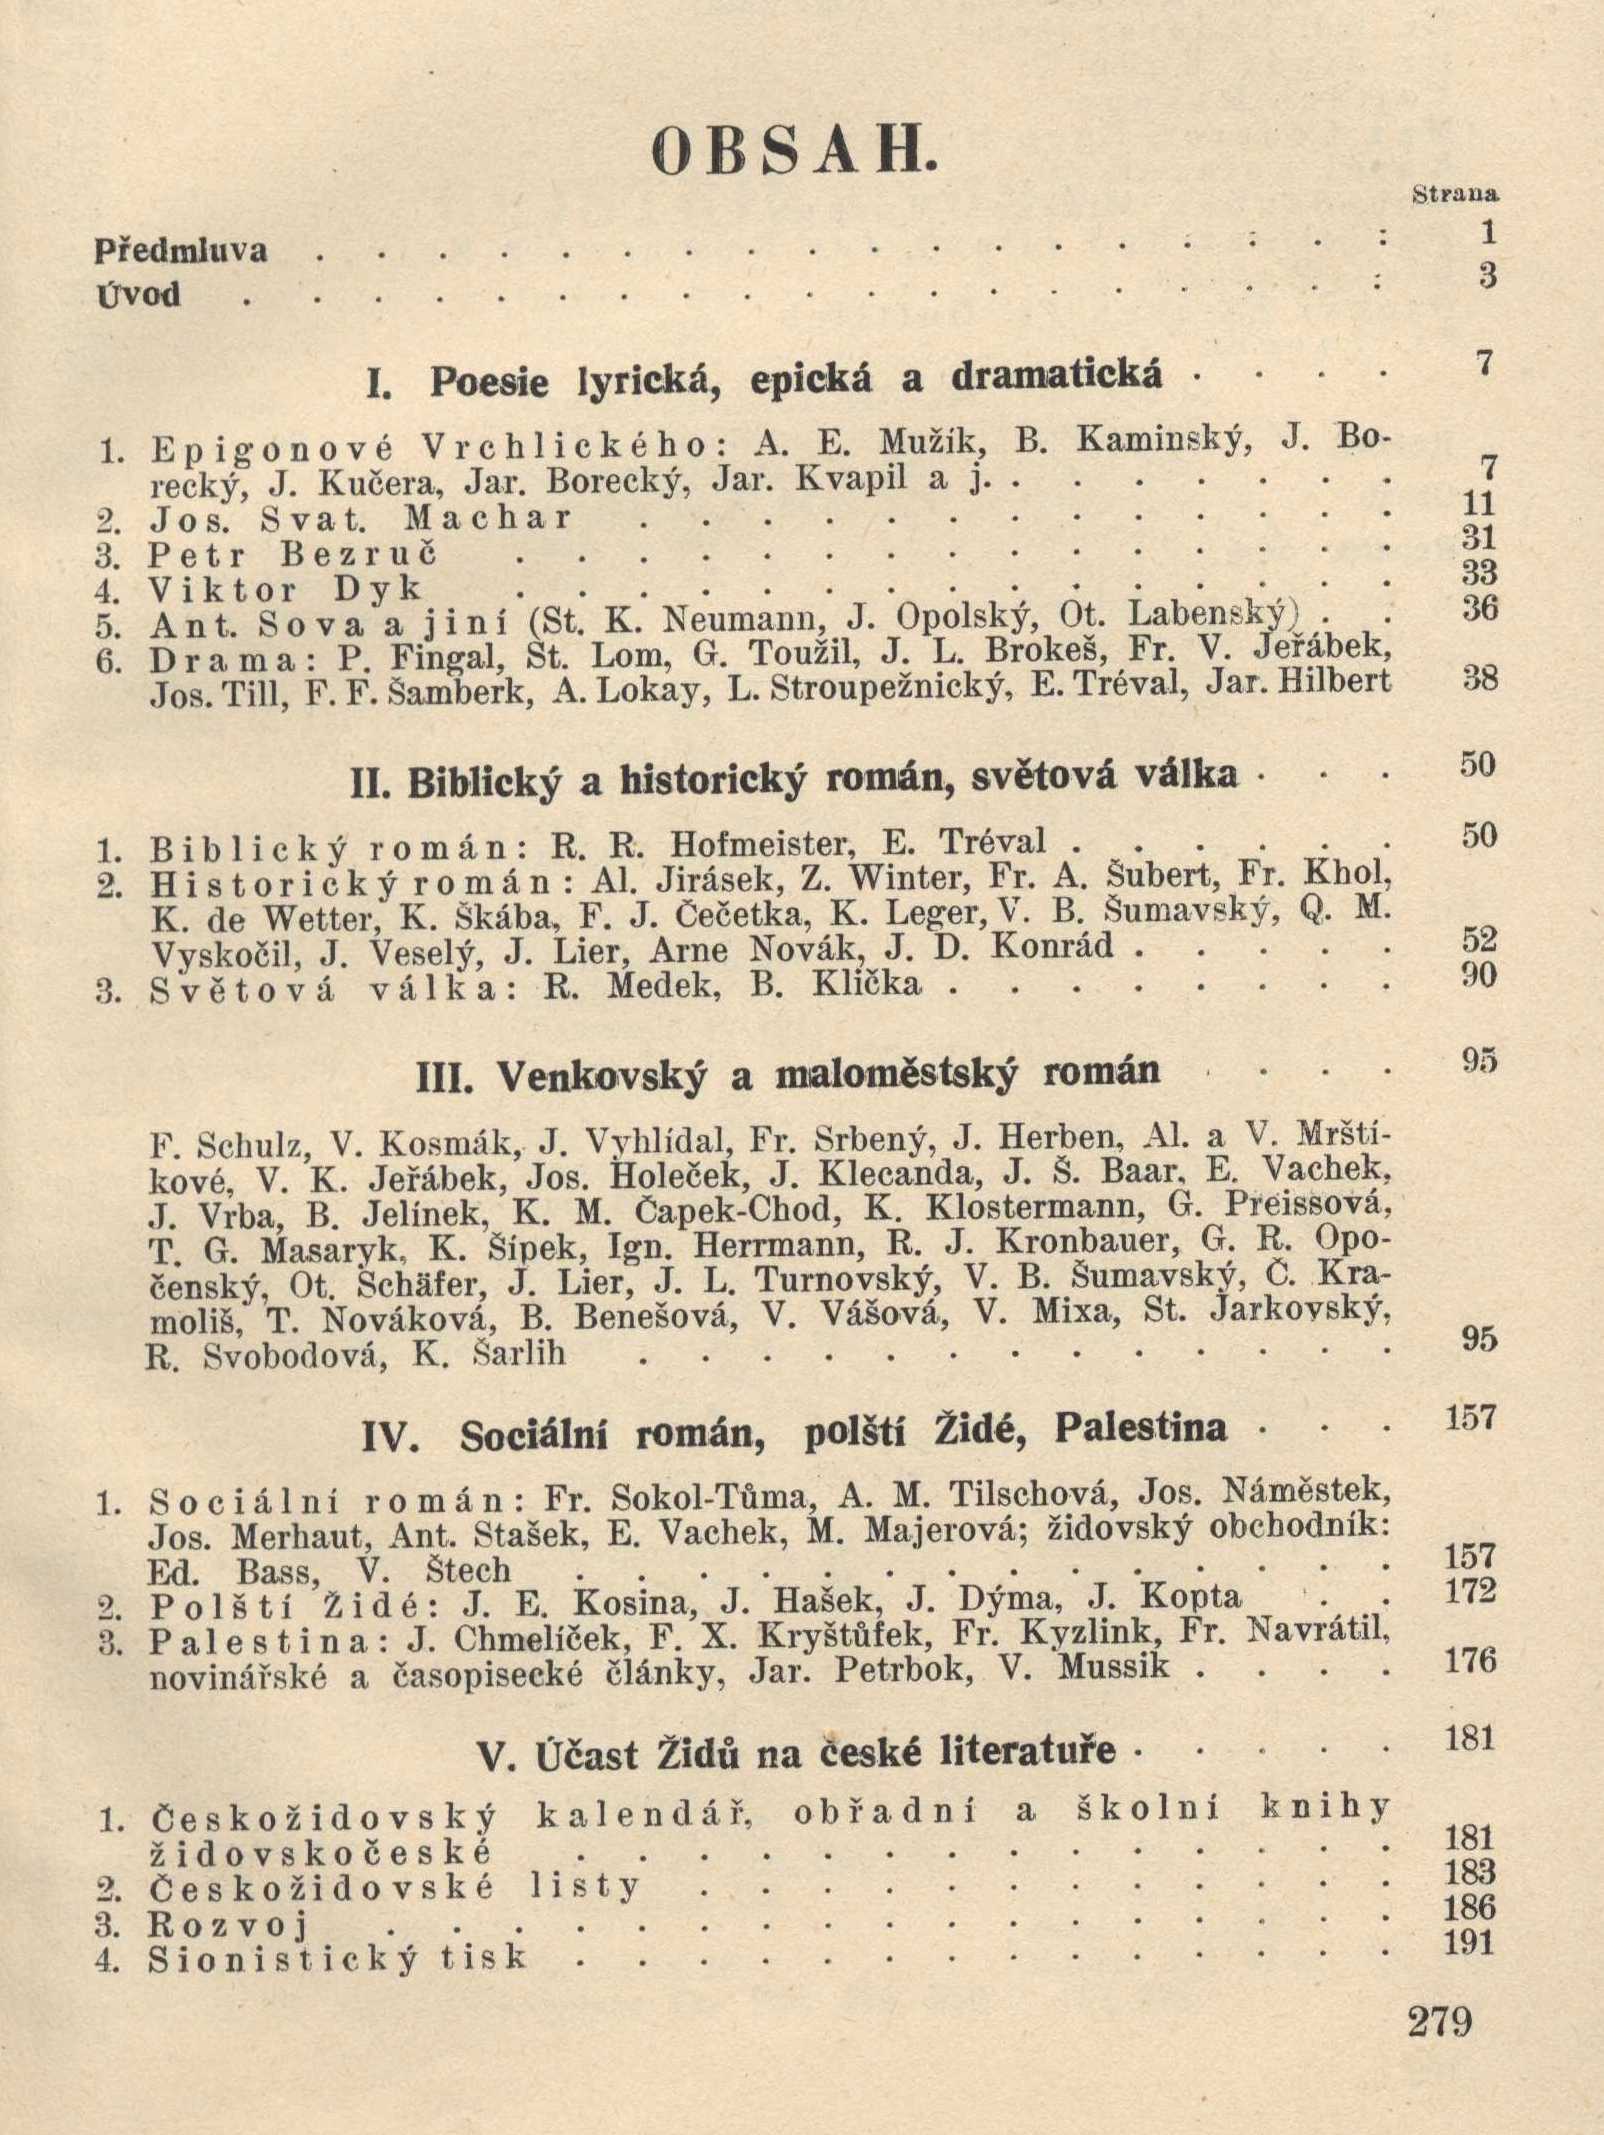 OBSAH.
Strana
Předmluva . . . . . . . . . . . . . . . . . . 1
Úvod . . . . . . . . . . . . . . . . . . . 3
I. Poesie lyrická, epická a dramatická . . . . 7
1. Epigonové Vrchlického: A. E. Mužík, B. Kaminský, J. Bo-
recký, J. Kučera, Jar. Borecký, Jar. Kvapil a j. . . . . . . . 7
2. Jos. Svat. Machar . . . . . . . . . . . . . 11
3. Petr Bezruč . . . . . . . . . . . . . . . 31
4. Viktor Dyk . . . . . . . . . . . . . . . 33
5. Ant. Sova a jiní (St. K. Neumann, J. Opolský, Ot. Labenský) . . 36
6. Drama: P. Fingal, St. Lom, G. Toužil, J. L. Brokeš, Fr. V. Jeřábek,
Jos. Till, F. F. Šamberk, A. Lokay, L. Stroupežnický, E. Tréval, Jar. Hilbert 38
II. Biblický a historický román, světová válka . . . 50
1. Biblický román: R. R. Hofmeister, E. Tréval . . . . . . 50
2. Historický román: Al. Jirásek, Z. Winter, Fr. A. Šubert, Fr. Khol,
K. de Wetter, K. Škába, F. J. Čečetka, K. Leger, V. B. Šumavský, Q. M.
Vyskočil, J. Veselý, J. Lier, Arne Novák, J. D. Konrád . . . . . 52
3. Světová válka: R. Medek, B. Klička . . . . . . . . 90
III. Venkovský a maloměstský román . . . . 95
F. Schulz, V. Kosmák, J. Vyhlídal, Fr. Srbený, J. Herben, Al. a V. Mrští-
kové, V. K. Jeřábek, Jos. Holeček, J. Klecanda, J. Š. Baar, E. Vachek,
J. Vrba, B. Jelínek, K. M. Čapek-Chod, K. Klostermann, G. Preissová,
T. G. Masaryk, K. Šípek, Ign. Herrmann, R. J. Kronbauer, G. R. Opo-
čenský, Ot. Schäfer, J. Lier, J. L. Turnovský, V. B. Šumavský, Č. Kra-
moliš, T. Nováková, B. Benešová, V. Vášová, V. Mixa, St. Jarkovský,
R. Svobodová, K. Šarlih . . . . . . . . . . . . . 95
IV. Sociální román, polští Židé, Palestina . . . 157
1. Sociální román: Fr. Sokol-Tůma, A. M. Tilschová, Jos. Náměstek,
Jos. Merhaut, Ant. Stašek, E. Vachek, M. Majerová; židovský obchodník:
Ed. Bass, V. Štech . . . . . . . . . . . . . . 157
2. Polští Židé: J. E. Kosina, J. Hašek, J. Dýma, J. Kopta . . 172
3. Palestina: J. Chmelíček, F. X. Kryštůfek, Fr. Kyzlink, Fr. Navrátil,
novinářské a časopisecké články, Jar. Petrbok, V. Mussik . . . . 176
V. Účast Židů na české literatuře . . . . . 181
1. Českožidovský kalendář, obřadní a školní knihy
židovskočeské . . . . . . . . . . . . . . 181
2. Českožidovské listy . . . . . . . . . . . . 183
3. Rozvoj . . . . . . . . . . . . . . . . . 186
4. Sionistický tisk . . . . . . . . . . . . . . 191
279